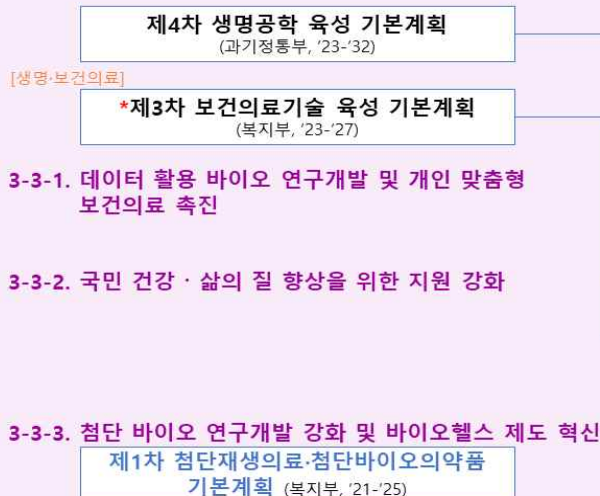 제4차 생명공학 육성 기본계획
(과기정통부, ‘23-‘32)
[생명·보건의료]
*제3차 보건의료기술 육성 기본계획
(복지부, ‘23-‘27)
3-3-1. 데이터 활용 바이오 연구개발 및 개인 맞춤형
보건의료 촉진
3-3-2. 국민 건강 · 삶의 질 향상을 위한 지원 강화
3-3-3. 첨단 바이오 연구개발 강화 및 바이오헬스 제도 혁신
제1차 첨단재생의료·첨단바이오의약품
기본계획 (복지부, ‘21-‘25)